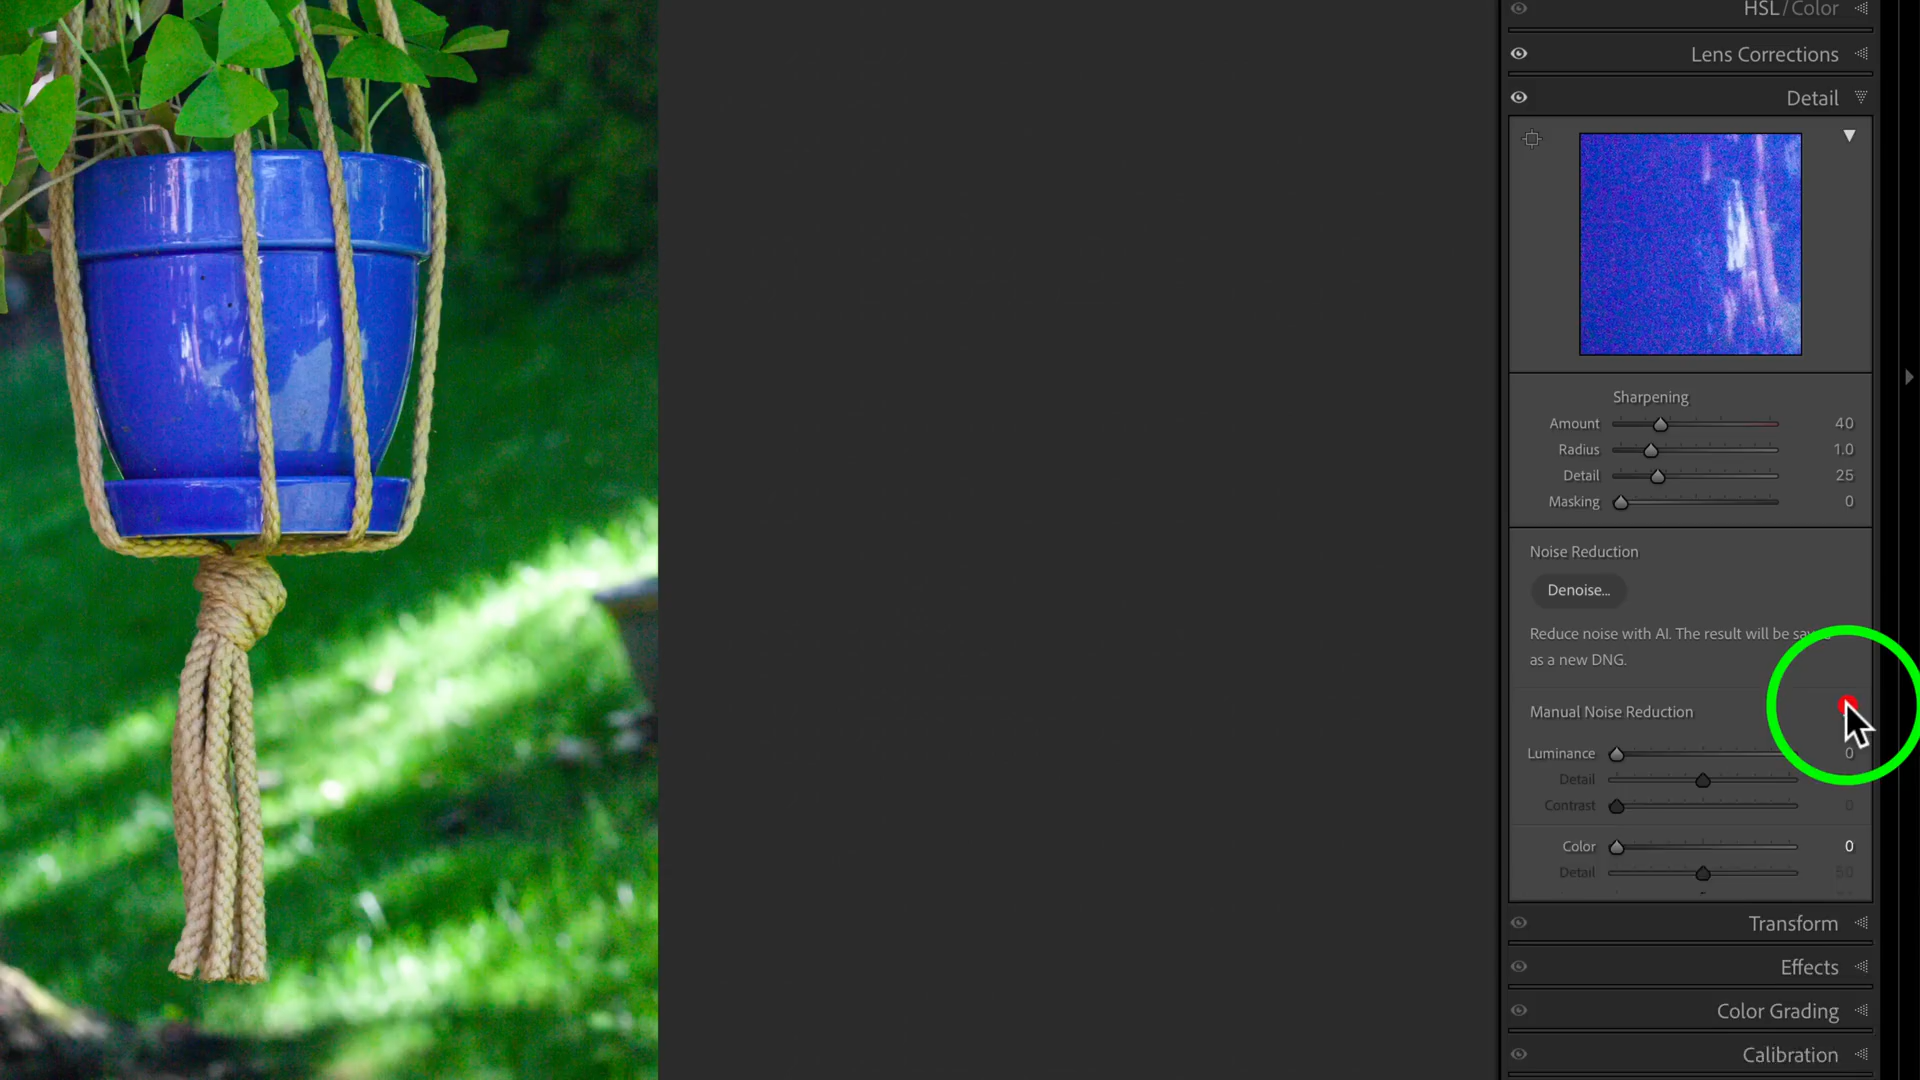 HSL / Color
Lens Corrections
Detail
Sharpening
Amount 40
Radius 1.0
Detail 25
Masking 0
Noise Reduction
Denoise...
Reduce noise with AI. The result will be
as a new DNG.
Manual Noise Reduction
Luminance 0
Detail
Contrast 0
Color 0
Detail 50
Transform
Effects
Color Grading
Calibration